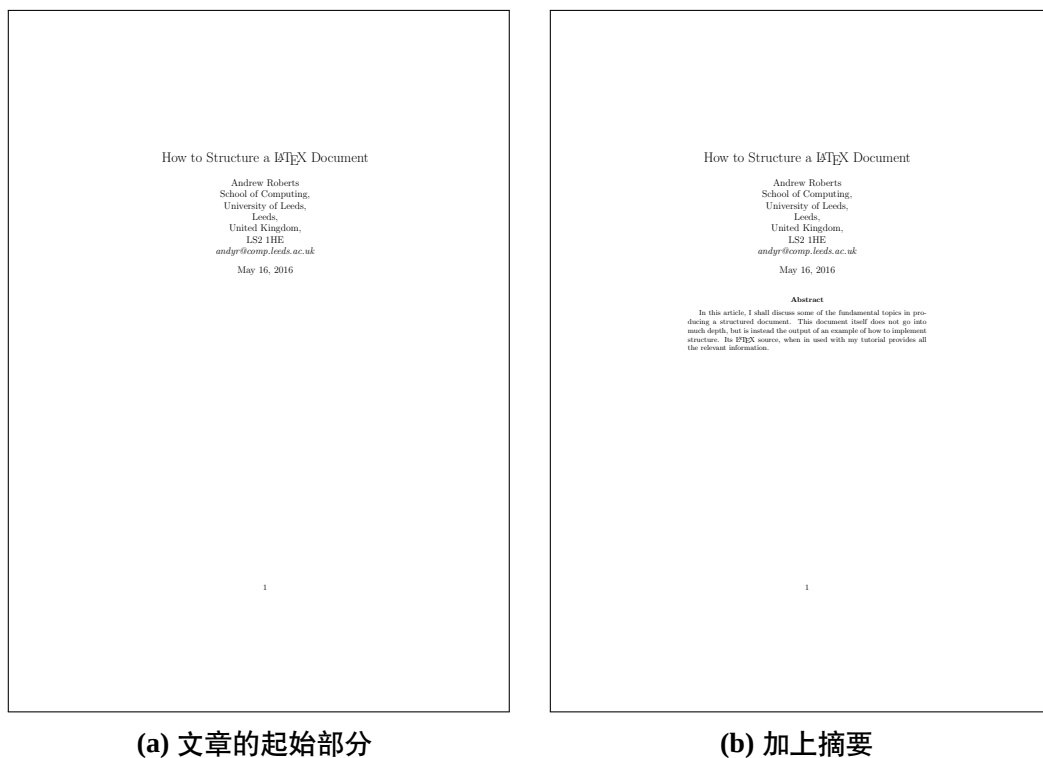 How to Structure a LATEX Document
Andrew Roberts
School of Computing,
University of Leeds,
Leeds,
United Kingdom,
LS2 1HE
andyr@comp.leeds.ac.uk
May 16, 2016
1
(a) 文章的起始部分
How to Structure a LATEX Document
Andrew Roberts
School of Computing,
University of Leeds,
Leeds,
United Kingdom,
LS2 1HE
andyr@comp.leeds.ac.uk
May 16, 2016
Abstract
In this article, I shall discuss some of the fundamental topics in pro-
ducing a structured document. This document itself does not go into
much depth, but is instead the output of an example of how to implement
structure. Its LATEX source, when in used with my tutorial provides all
the relevant information.
1
(b) 加上摘要